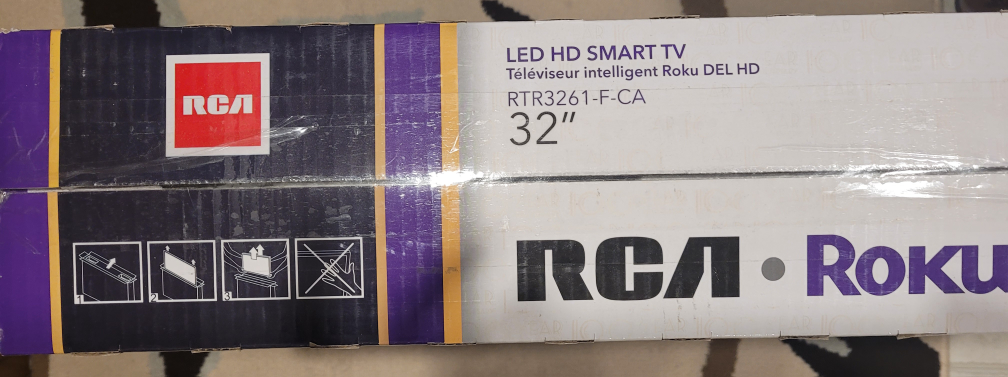 RCA
LED HD SMART TV
Téléviseur intelligent Roku DEL HD
RTR3261-F-CA
32"
1
2
3
RCA • Roku